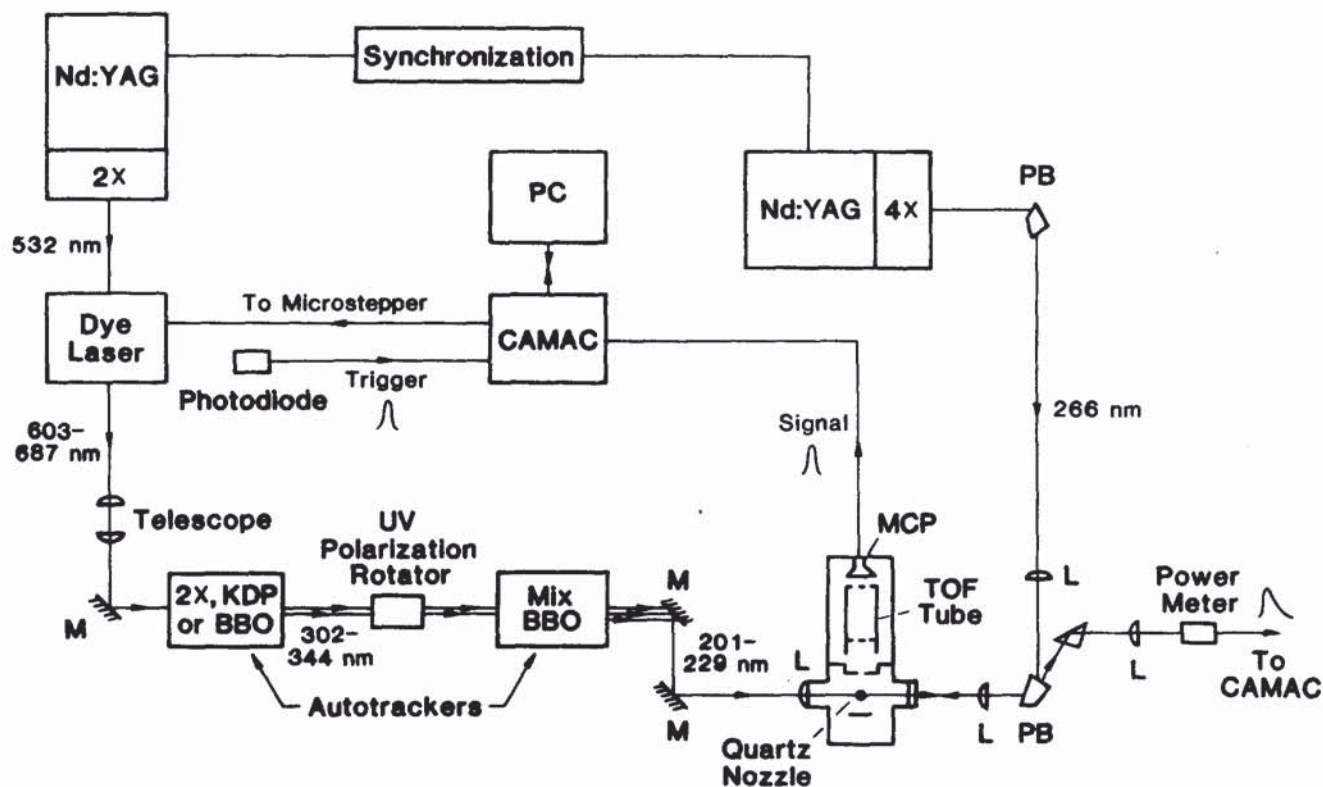 Nd:YAG
2X
Synchronization
PC
Nd:YAG
4X
PB
532 nm
Dye
Laser
To Microstepper
CAMAC
Photodiode
Trigger
266 nm
603-
687 nm
Signal
Telescope
UV
Polarization
Rotator
MCP
TOF
Tube
L
Power
Meter
M
2X, KDP
or BBO
302-
344 nm
Mix
BBO
M
201-
229 nm
L
L
To
CAMAC
Autotrackers
M
Quartz
Nozzle
L
PB